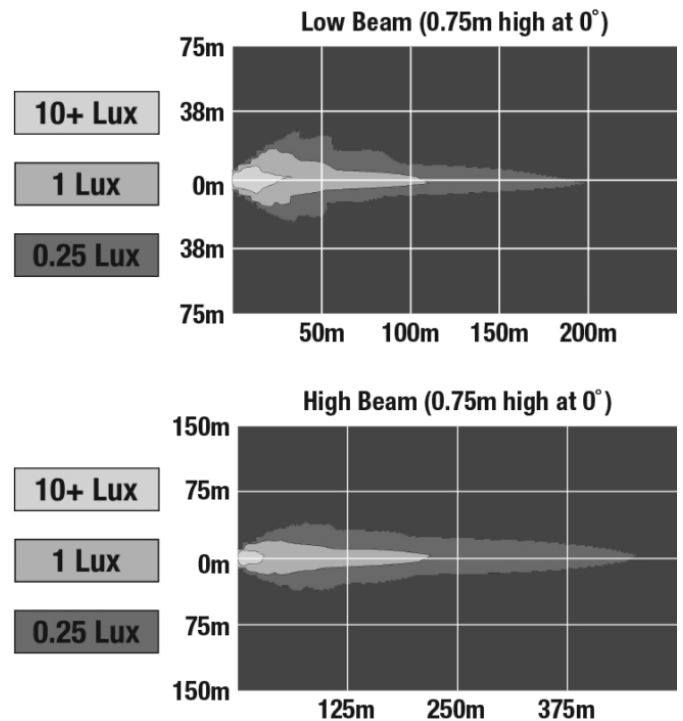 Low Beam (0.75m high at 0˚)
75m
38m
0m
38m
75m
10+ Lux
1 Lux
0.25 Lux
50m 100m 150m 200m
High Beam (0.75m high at 0˚)
150m
75m
0m
75m
150m
10+ Lux
1 Lux
0.25 Lux
125m 250m 375m